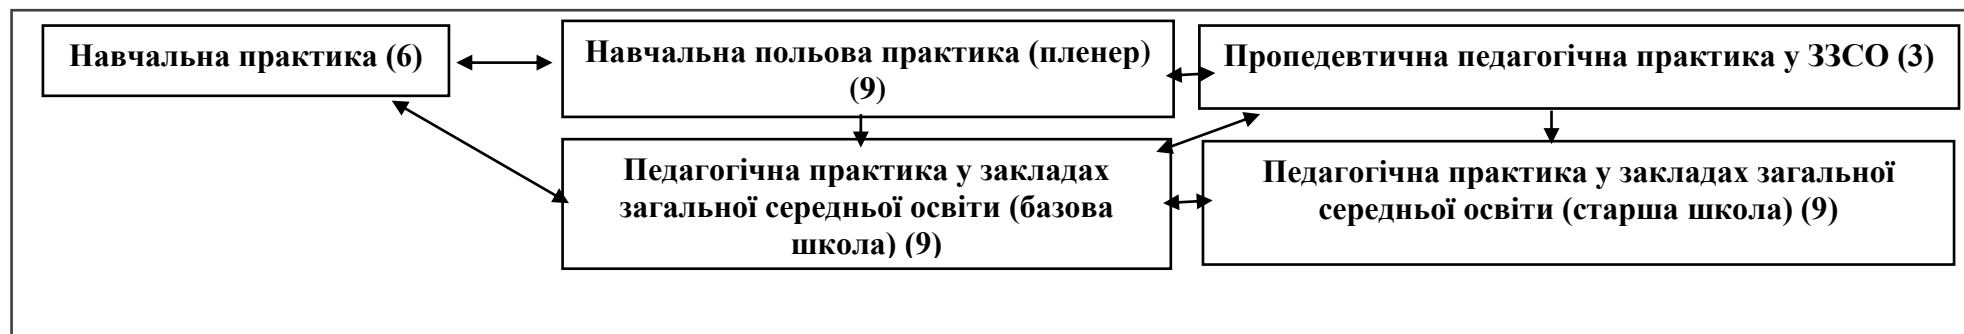 Навчальна практика (6)
Навчальна польова практика (пленер)
(9)
Пропедевтична педагогічна практика у ЗЗСО (3)
Педагогічна практика у закладах
загальної середньої освіти (базова
школа) (9)
Педагогічна практика у закладах загальної
середньої освіти (старша школа) (9)